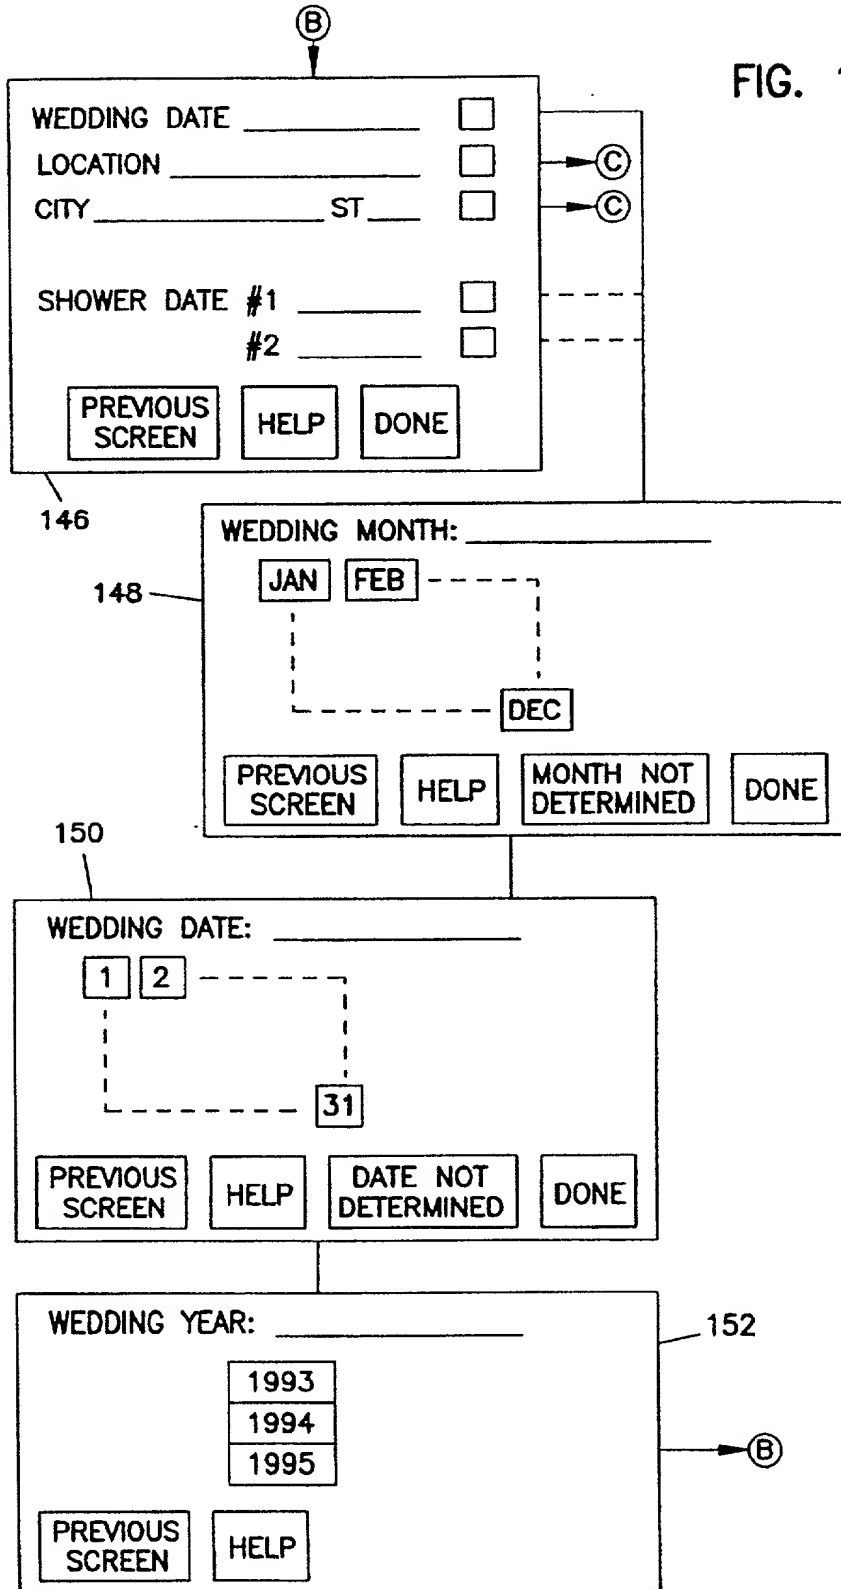 B
FIG.
WEDDING DATE
LOCATION
C
CITY ST
C
SHOWER DATE #1
#2
PREVIOUS SCREEN
HELP
DONE
146
WEDDING MONTH:
148
JAN FEB
DEC
PREVIOUS SCREEN
HELP
MONTH NOT DETERMINED
DONE
150
WEDDING DATE:
1 2
31
PREVIOUS SCREEN
HELP
DATE NOT DETERMINED
DONE
WEDDING YEAR:
152
1993
1994
1995
B
PREVIOUS SCREEN
HELP